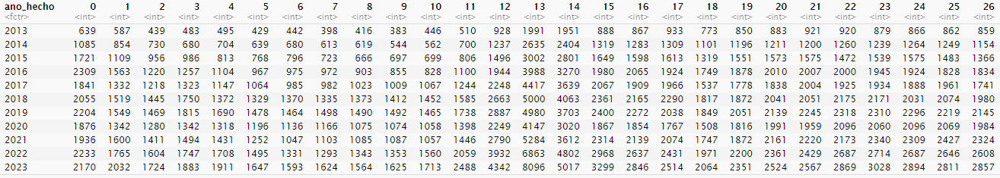 ano_hecho 0 1 2 3 4 5 6 7 8 9 10 11 12 13 14 15 16 17 18 19 20 21 22 23 24 25 26
<fctr> <int> <int> <int> <int> <int> <int> <int> <int> <int> <int> <int> <int> <int> <int> <int> <int> <int> <int> <int> <int> <int> <int> <int> <int> <int> <int> <int>
2013 639 587 439 483 495 429 442 398 416 383 446 510 928 1991 1951 888 867 933 773 850 883 921 920 879 866 862 859
2014 1085 854 730 680 704 639 680 613 619 544 562 700 1237 2635 2404 1319 1283 1309 1101 1196 1211 1200 1260 1239 1264 1249 1154
2015 1721 1109 956 986 813 768 796 723 666 697 699 806 1496 3002 2801 1649 1598 1613 1319 1551 1573 1575 1472 1539 1575 1483 1366
2016 2309 1563 1220 1257 1104 967 975 972 903 855 828 1100 1944 3988 3270 1980 2065 1924 1749 1878 2010 2007 2000 1945 1924 1828 1834
2017 1841 1332 1218 1323 1147 1064 985 982 1023 1009 1067 1244 2248 4417 3639 2067 1909 1966 1537 1778 1838 2004 1925 1934 1888 1961 1741
2018 2055 1519 1445 1750 1372 1329 1370 1335 1373 1412 1452 1585 2663 5000 4063 2361 2165 2290 1817 1872 2041 2051 2175 2171 2031 2074 1980
2019 2204 1549 1469 1815 1690 1478 1464 1498 1490 1492 1465 1738 2887 4980 3703 2400 2272 2038 1849 2051 2139 2245 2318 2310 2296 2219 2145
2020 1876 1342 1280 1342 1318 1196 1136 1166 1075 1074 1058 1398 2249 4147 3020 1867 1854 1767 1508 1816 1991 1959 2096 2060 2096 2069 1984
2021 1936 1600 1411 1494 1431 1252 1047 1103 1085 1087 1057 1446 2790 5284 3612 2314 2139 2074 1747 1872 2161 2220 2173 2340 2309 2427 2324
2022 2233 1765 1604 1747 1708 1495 1331 1293 1343 1353 1560 2059 3932 6863 4802 2968 2637 2431 1971 2200 2361 2429 2687 2714 2687 2646 2608
2023 2170 2032 1724 1883 1911 1647 1593 1624 1564 1625 1713 2488 4342 8096 5017 3299 2846 2514 2064 2351 2524 2567 2869 3028 2894 2811 2857